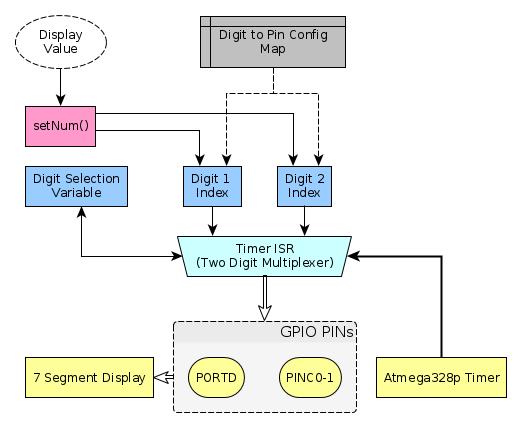 Display
Value
Digit to Pin Config
Map
setNum()
Digit Selection
Variable
Digit 1
Index
Digit 2
Index
Timer ISR
(Two Digit Multiplexer)
GPIO PINs
7 Segment Display
PORTD
PINC0-1
Atmega328p Timer